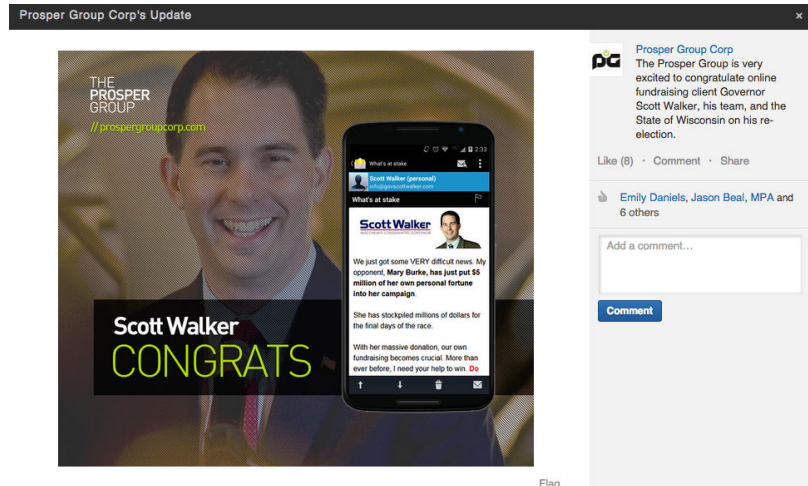 Prosper Group Corp's Update
×
THE
PROSPER
GROUP
// prospergroupcorp.com
2:33
What's at stake
Scott Walker (personal)
info@govscottwalker.com
What's at stake
Scott Walker
We just got some VERY difficult news. My
opponent, Mary Burke, has just put $5
million of her own personal fortune
into her campaign.
She has stockpiled millions of dollars for
the final days of the race.
With her massive donation, our own
fundraising becomes crucial. More than
ever before, I need your help to win. Do
Scott Walker
CONGRATS
Flag
pG
Prosper Group Corp
The Prosper Group is very
excited to congratulate online
fundraising client Governor
Scott Walker, his team, and the
State of Wisconsin on his re-
election.
Like (8) · Comment · Share
Emily Daniels, Jason Beal, MPA and
6 others
Add a comment...
Comment